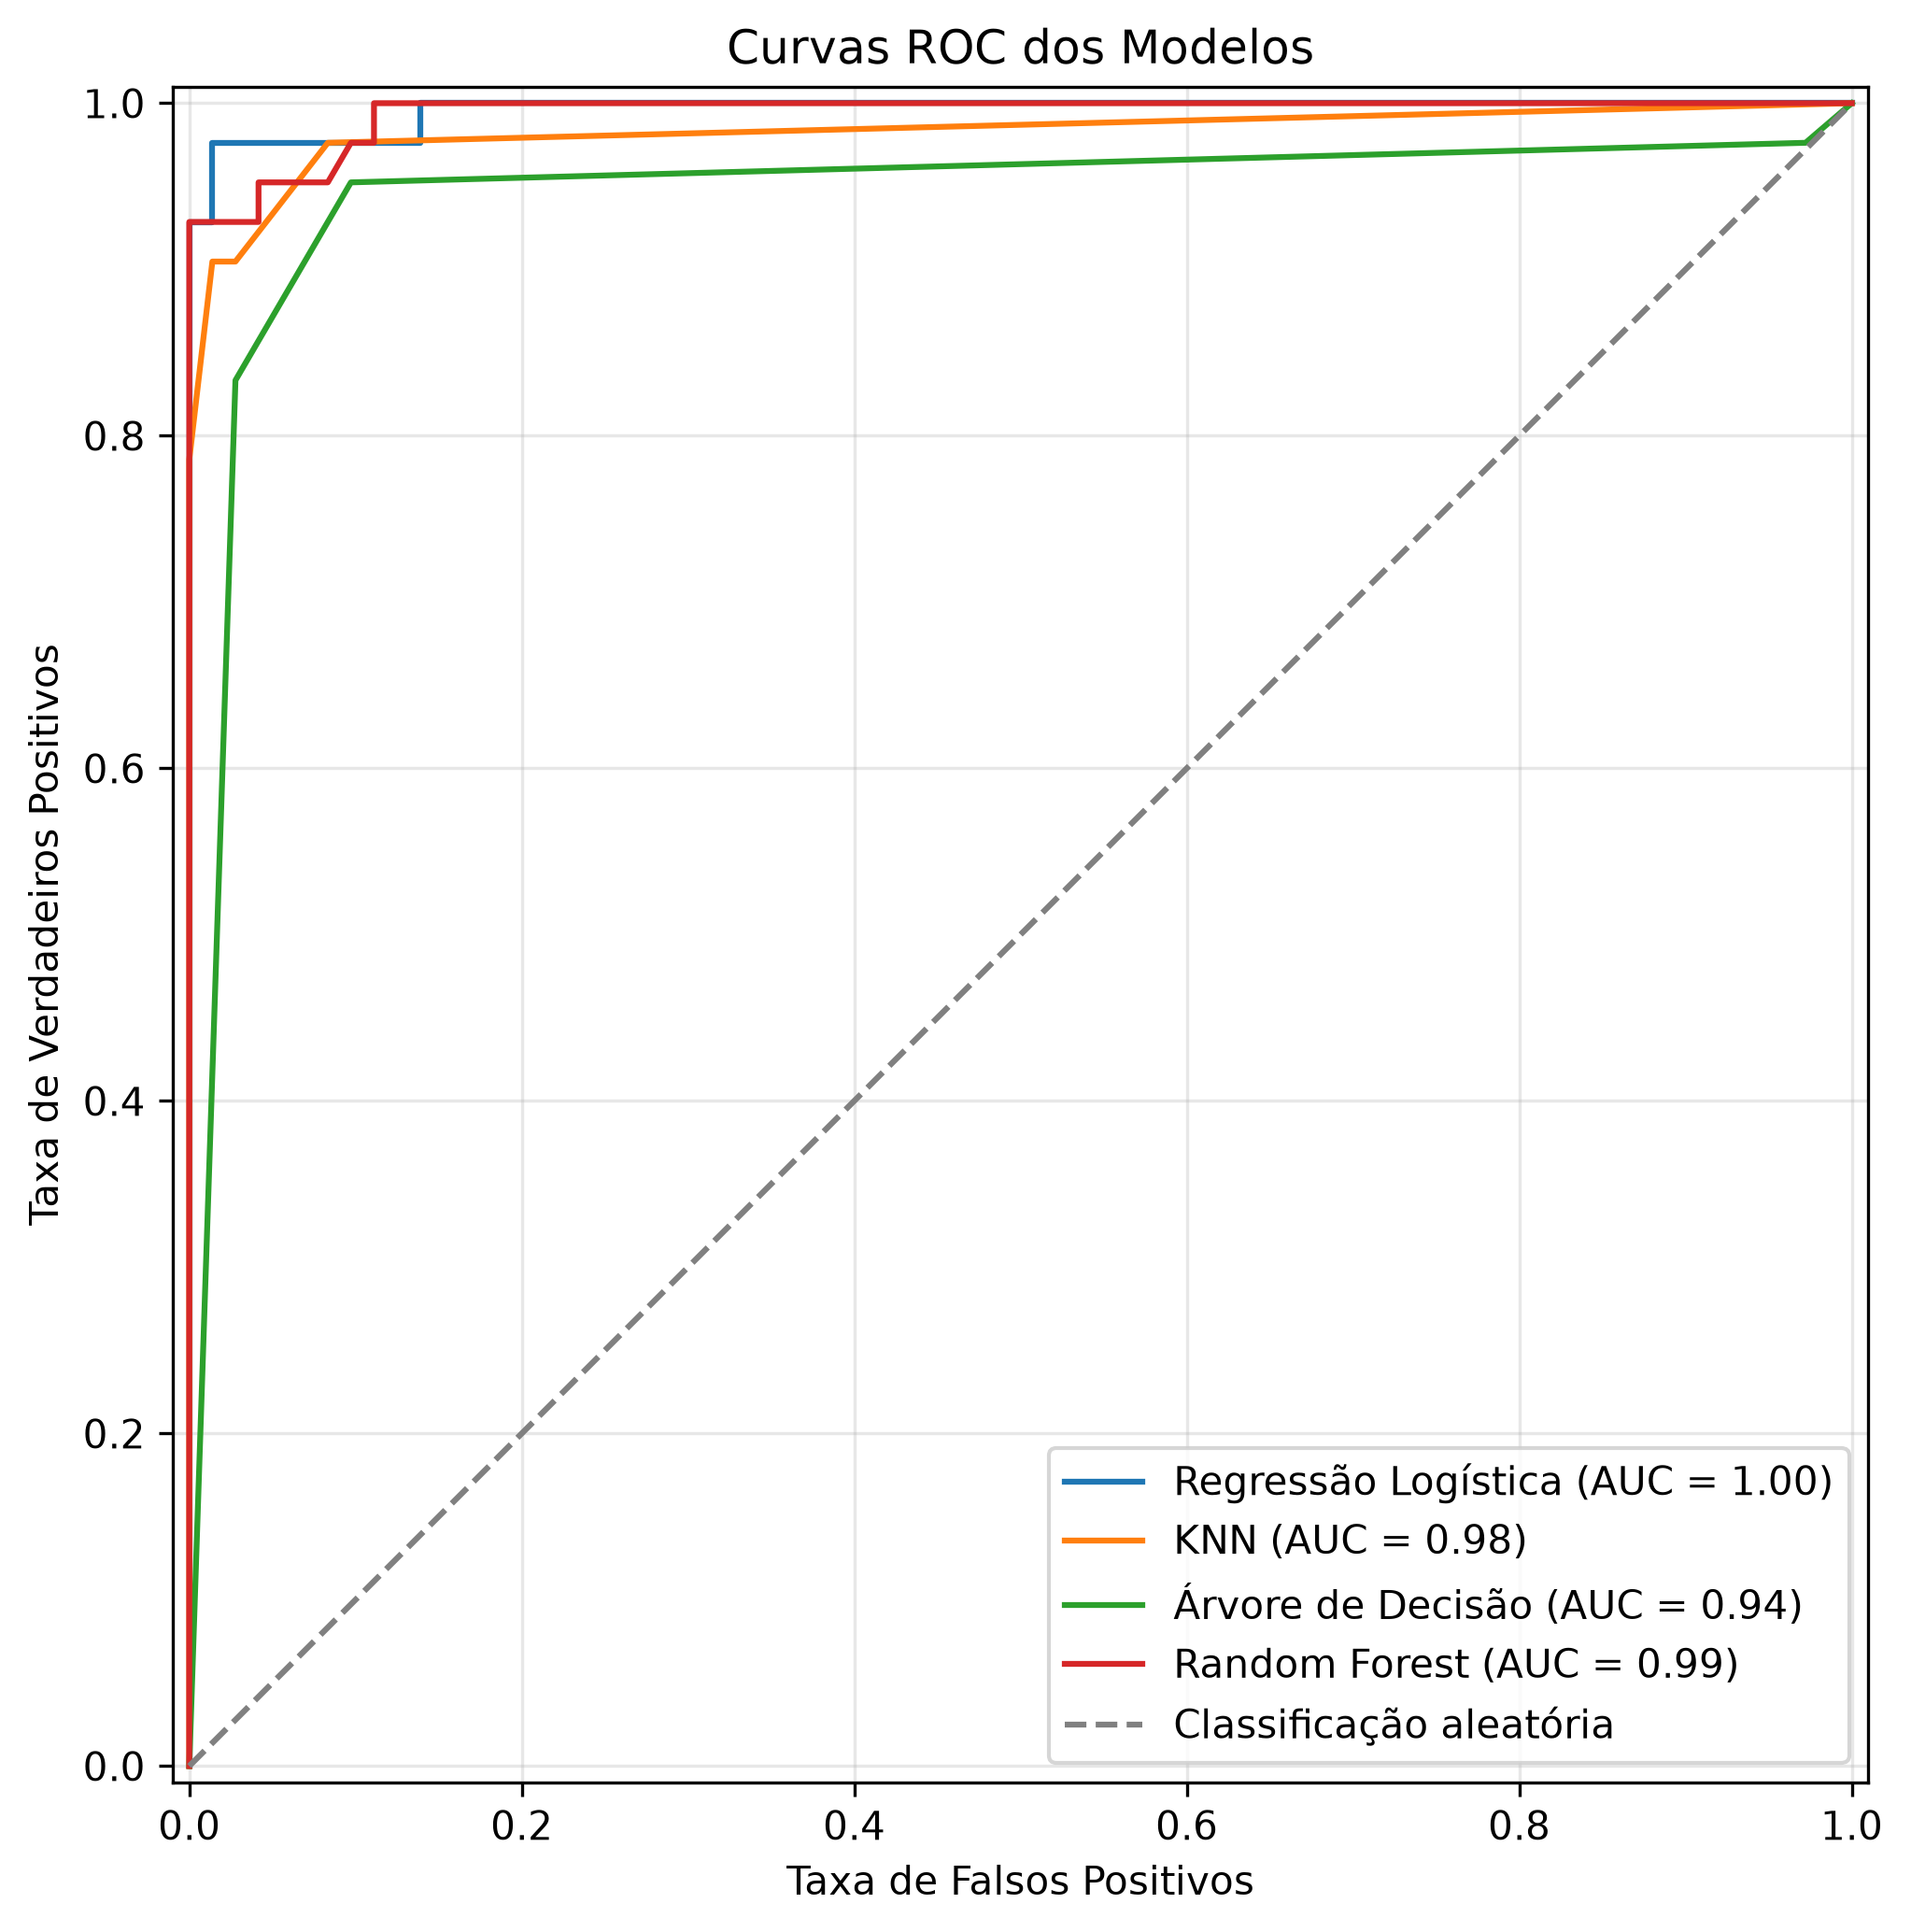 Curvas ROC dos Modelos
Taxa de Verdadeiros Positivos
1.0
0.8
0.6
0.4
0.2
0.0
Regressão Logística (AUC = 1.00)
KNN (AUC = 0.98)
Árvore de Decisão (AUC = 0.94)
Random Forest (AUC = 0.99)
Classificação aleatória
0.0 0.2 0.4 0.6 0.8 1.0
Taxa de Falsos Positivos